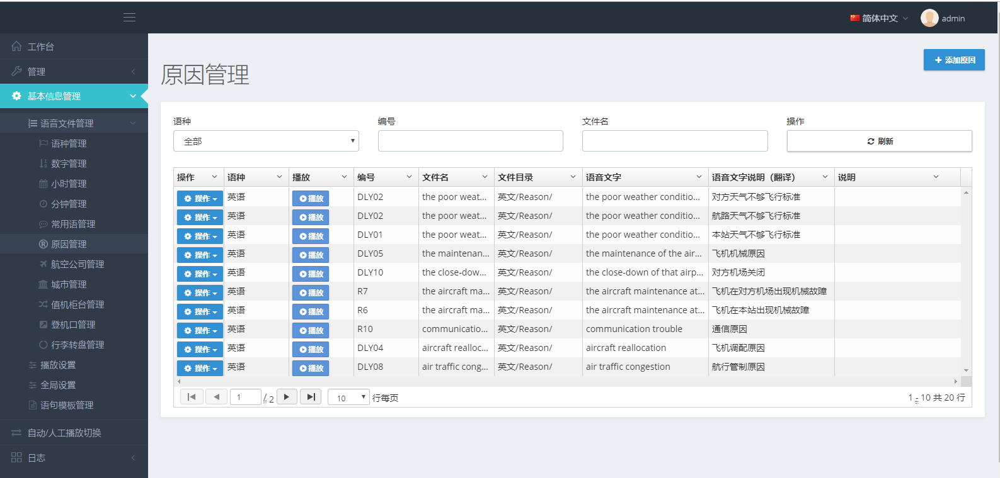 简体中文 admin
工作台
管理
基本信息管理
语音文件管理
语种管理
数字管理
小时管理
分钟管理
常用语管理
原因管理
航空公司管理
城市管理
值机柜台管理
登机口管理
行李转盘管理
播放设置
全局设置
语句模板管理
自动/人工播放切换
日志
原因管理
添加原因
语种 编号 文件名 操作
全部 刷新
操作 语种 播放 编号 文件名 文件目录 语音文字 语音文字说明（翻译） 说明
操作 英语 播放 DLY02 the poor weat... 英文/Reason/ the poor weather conditio... 对方天气不够飞行标准
操作 英语 播放 DLY02 the poor weat... 英文/Reason/ the poor weather conditio... 航路天气不够飞行标准
操作 英语 播放 DLY01 the poor weat... 英文/Reason/ the poor weather conditio... 本站天气不够飞行标准
操作 英语 播放 DLY05 the maintenan... 英文/Reason/ the maintenance of the air... 飞机机械原因
操作 英语 播放 DLY10 the close-dow... 英文/Reason/ the close-down of that airp... 对方机场关闭
操作 英语 播放 R7 the aircraft ma... 英文/Reason/ the aircraft maintenance at... 飞机在对方机场出现机械故障
操作 英语 播放 R6 the aircraft ma... 英文/Reason/ the aircraft maintenance at... 飞机在本站出现机械故障
操作 英语 播放 R10 communicatio... 英文/Reason/ communication trouble 通信原因
操作 英语 播放 DLY04 aircraft realloc... 英文/Reason/ aircraft reallocation 飞机调配原因
操作 英语 播放 DLY08 air traffic cong... 英文/Reason/ air traffic congestion 航行管制原因
1 / 2 10 行每页 1 - 10 共 20 行